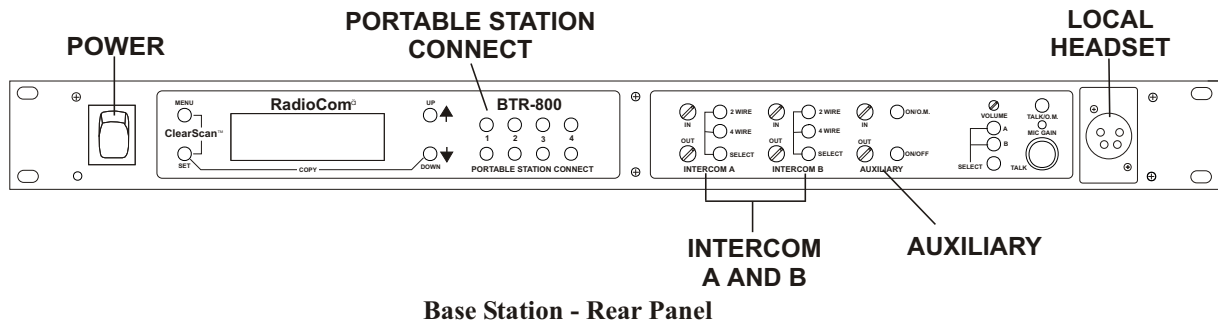 PORTABLE STATION
CONNECT
LOCAL
HEADSET
POWER
MENU
RadioComΩ
UP
BTR-800
ClearScan™
SET
COPY
DOWN
1 2 3 4
PORTABLE STATION CONNECT
IN
2 WIRE
4 WIRE
OUT
SELECT
INTERCOM A
IN
2 WIRE
4 WIRE
OUT
SELECT
INTERCOM B
IN
ON/O.M.
OUT
ON/OFF
AUXILIARY
VOLUME
A
B
SELECT
TALK/O.M.
MIC GAIN
TALK
INTERCOM
A AND B
AUXILIARY
Base Station - Rear Panel